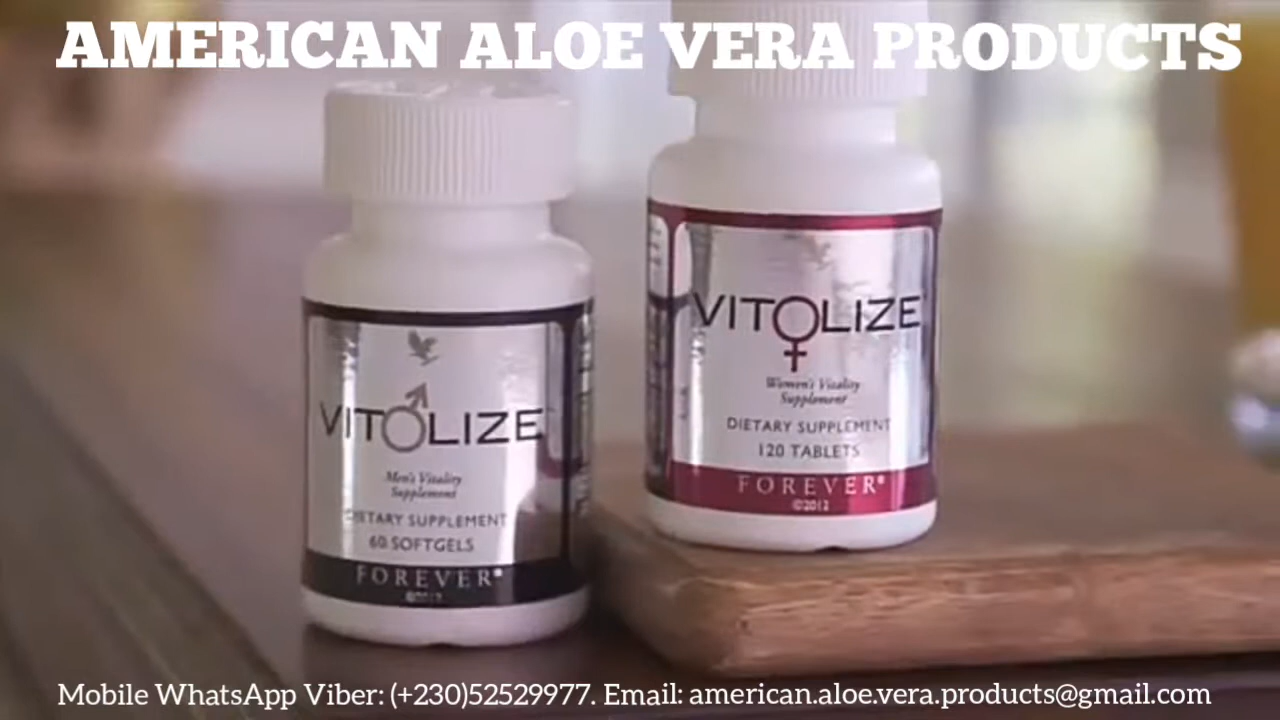 AMERICAN ALOE VERA PRODUCTS
VITOLIZE
Men's Vitality
Supplement
DIETARY SUPPLEMENT
60 SOFTGELS
FOREVER®
VITOLIZE
Women's Vitality
Supplement
DIETARY SUPPLEMENT
120 TABLETS
FOREVER®
©2012
Mobile WhatsApp Viber: (+230)52529977. Email: american.aloe.vera.products@gmail.com